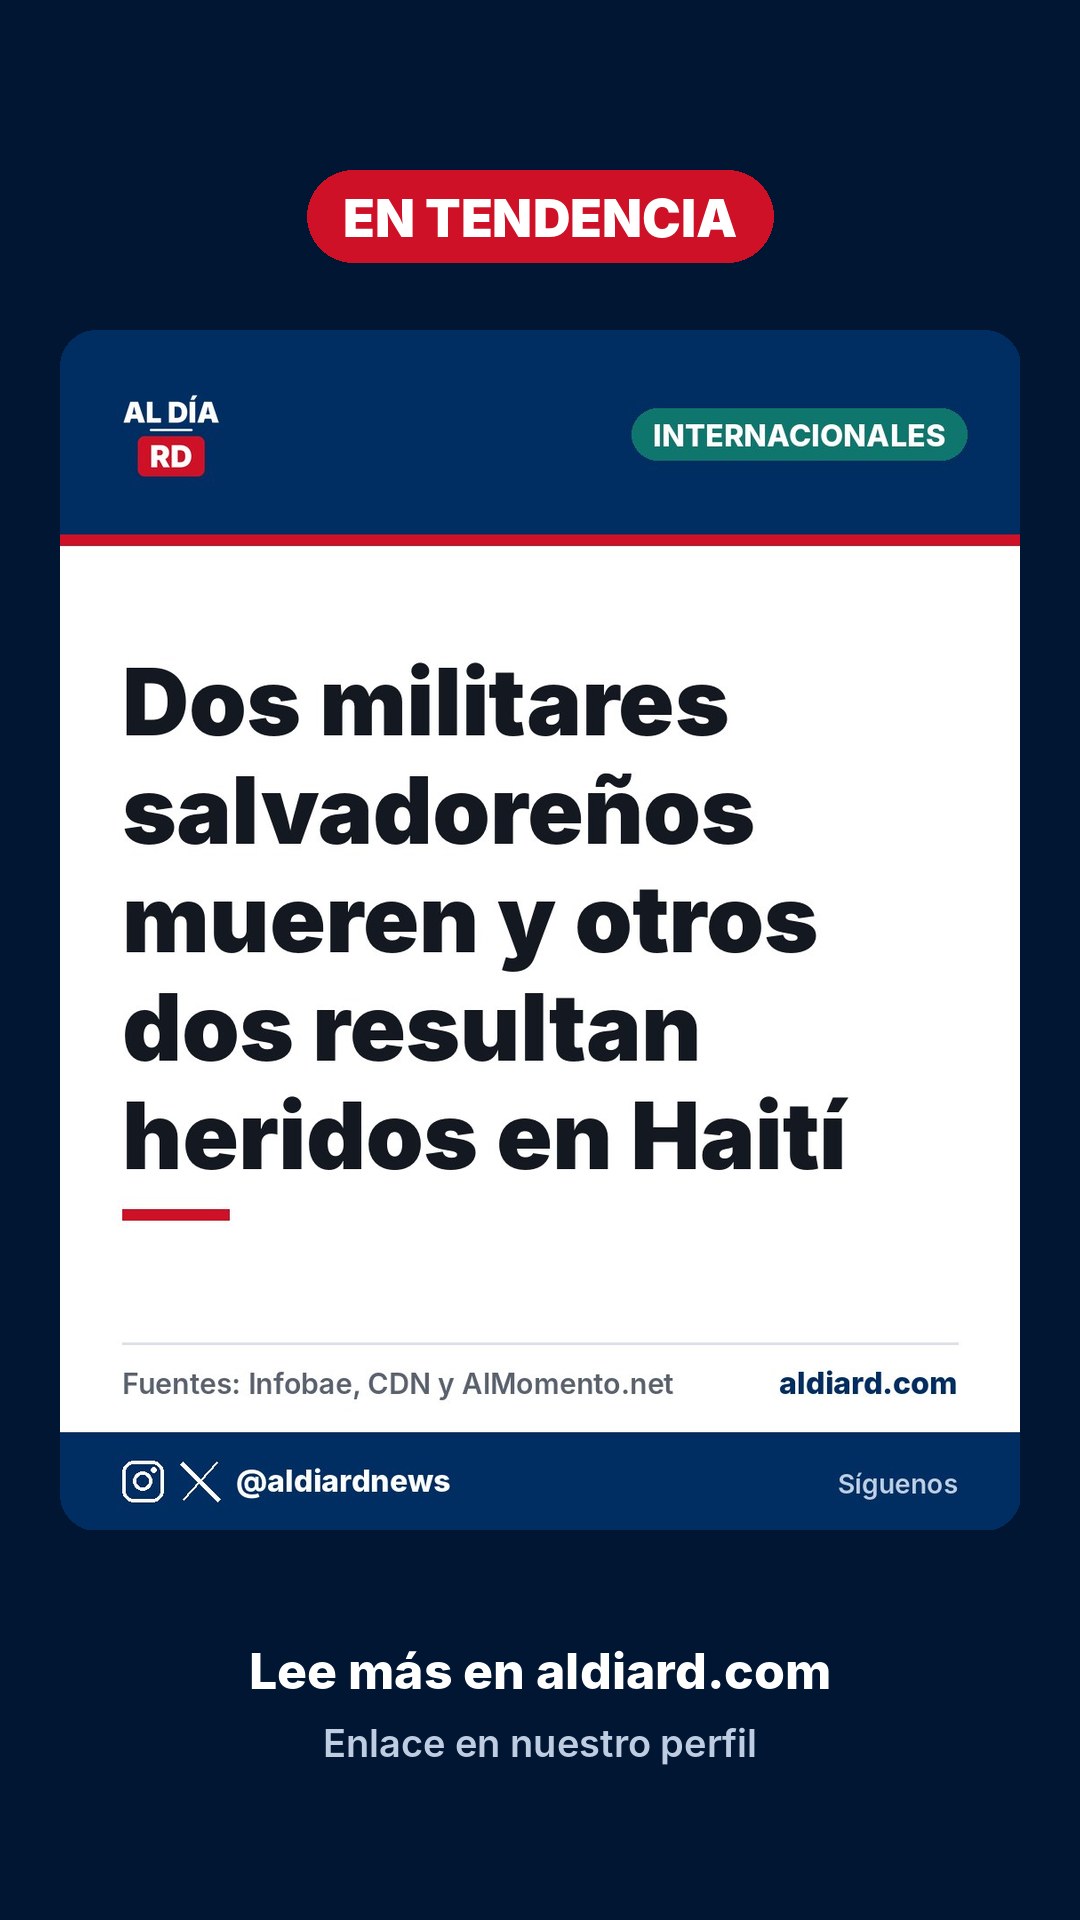 EN TENDENCIA
AL DÍA
RD
INTERNACIONALES
Dos militares
salvadoreños
mueren y otros
dos resultan
heridos en Haití
Fuentes: Infobae, CDN y AlMomento.net
aldiard.com
@aldiardnews
Síguenos
Lee más en aldiard.com
Enlace en nuestro perfil